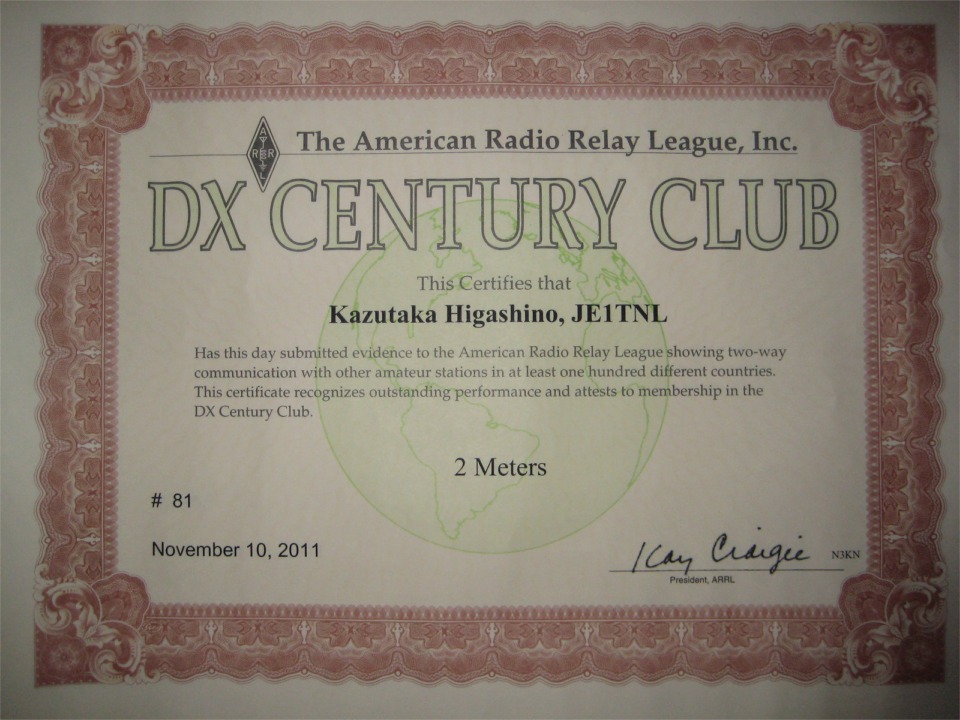 The American Radio Relay League, Inc.
ARRL
DX CENTURY CLUB
This Certifies that
Kazutaka Higashino, JE1TNL
Has this day submitted evidence to the American Radio Relay League showing two-way
communication with other amateur stations in at least one hundred different countries.
This certificate recognizes outstanding performance and attests to membership in the
DX Century Club.
2 Meters
# 81
November 10, 2011
Kay Craigie N3KN
President, ARRL